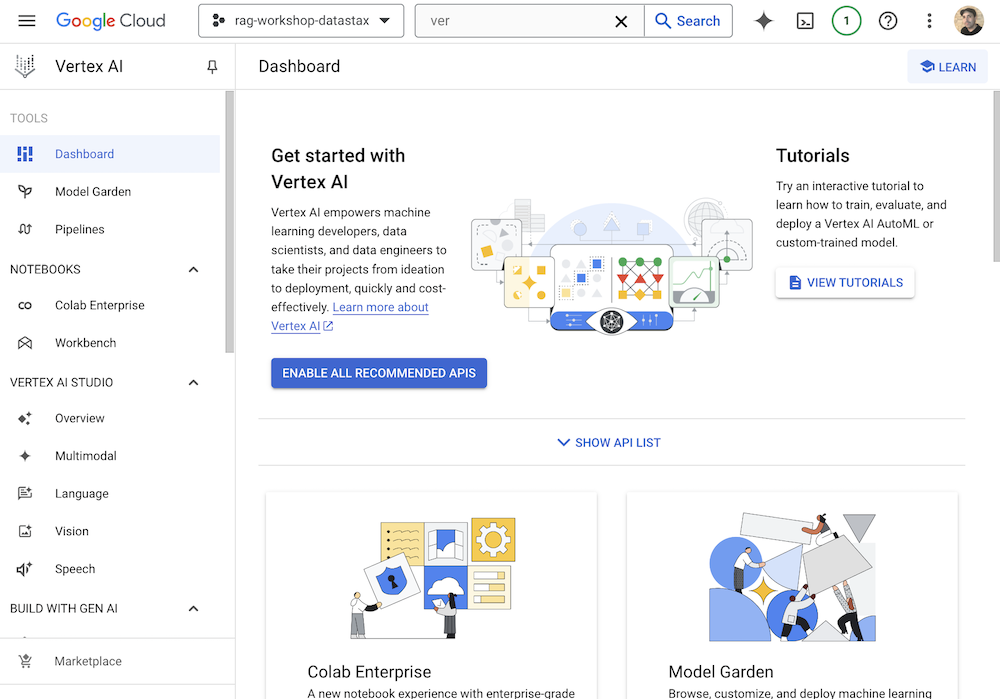 Google Cloud
rag-workshop-datastax
ver
Search
1
Vertex AI
Dashboard
LEARN
TOOLS
Dashboard
Model Garden
Pipelines
NOTEBOOKS
Colab Enterprise
Workbench
VERTEX AI STUDIO
Overview
Multimodal
Language
Vision
Speech
BUILD WITH GEN AI
Marketplace
Get started with
Vertex AI
Vertex AI empowers machine
learning developers, data
scientists, and data engineers to
take their projects from ideation
to deployment, quickly and cost-
effectively. Learn more about
Vertex AI
ENABLE ALL RECOMMENDED APIS
Tutorials
Try an interactive tutorial to
learn how to train, evaluate, and
deploy a Vertex AI AutoML or
custom-trained model.
VIEW TUTORIALS
SHOW API LIST
Colab Enterprise
A new notebook experience with enterprise-grade
Model Garden
Browse, customize, and deploy machine learning